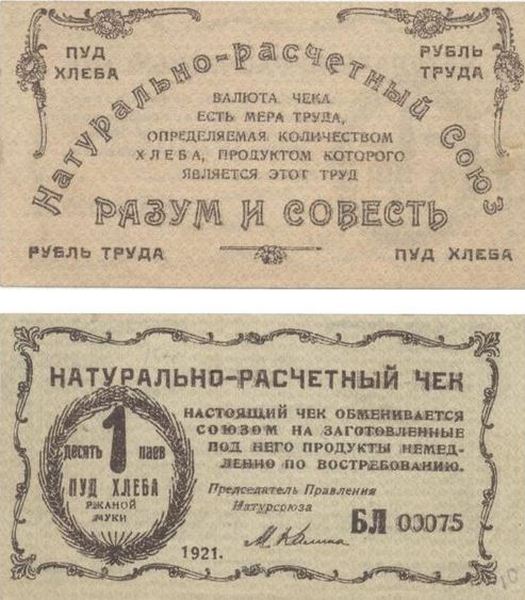 ПУД
ХЛЕБА
РУБЛЬ
ТРУДА
Натурально-расчетный Союз
ВАЛЮТА ЧЕКА
ЕСТЬ МЕРА ТРУДА,
ОПРЕДЕЛЯЕМАЯ КОЛИЧЕСТВОМ
ХЛЕБА, ПРОДУКТОМ КОТОРОГО
ЯВЛЯЕТСЯ ЭТОТ ТРУД
РАЗУМ И СОВЕСТЬ
РУБЛЬ ТРУДА
ПУД ХЛЕБА
НАТУРАЛЬНО-РАСЧЕТНЫЙ ЧЕК
1
десять паев
ПУД ХЛЕБА
РЖАНОЙ
МУКИ
НАСТОЯЩИЙ ЧЕК ОБМЕНИВАЕТСЯ
СОЮЗОМ НА ЗАГОТОВЛЕННЫЕ
ПОД НЕГО ПРОДУКТЫ НЕМЕД-
ЛЕННО ПО ВОСТРЕБОВАНИЮ.
Председатель Правления
Натурсоюза
БЛ 00075
1921.